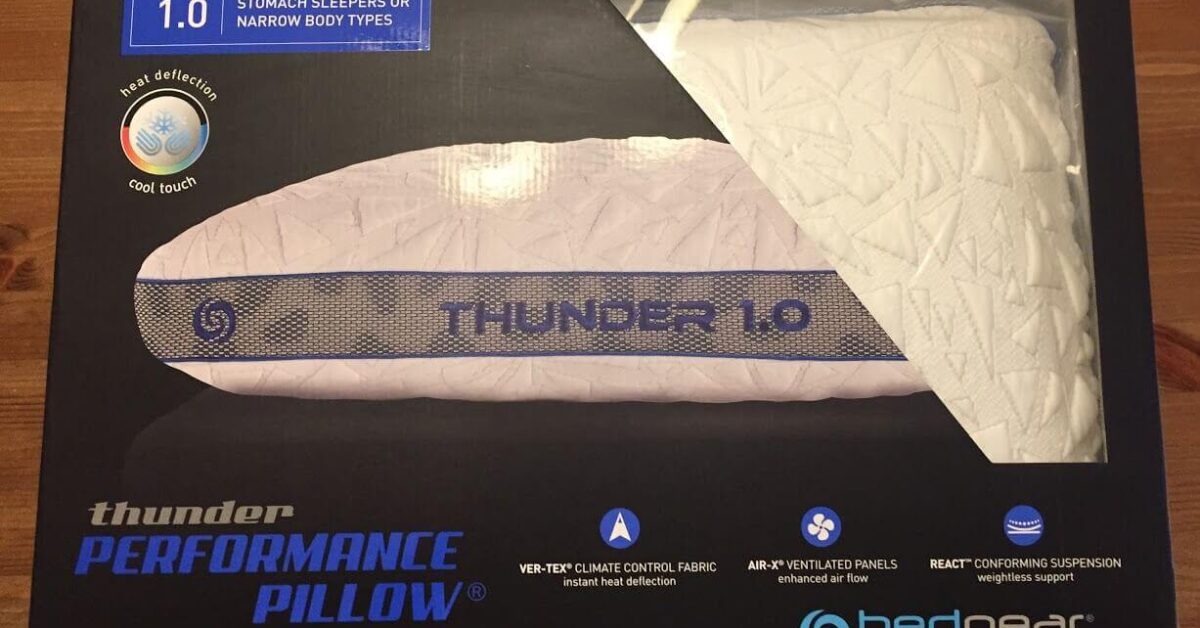 1.0
STOMACH SLEEPERS OR
NARROW BODY TYPES
heat deflection
cool touch
THUNDER 1.0
thunder
PERFORMANCE
PILLOW®
VER-TEX® CLIMATE CONTROL FABRIC
instant heat deflection
AIR-X® VENTILATED PANELS
enhanced air flow
REACT™ CONFORMING SUSPENSION
weightless support
bedgear®